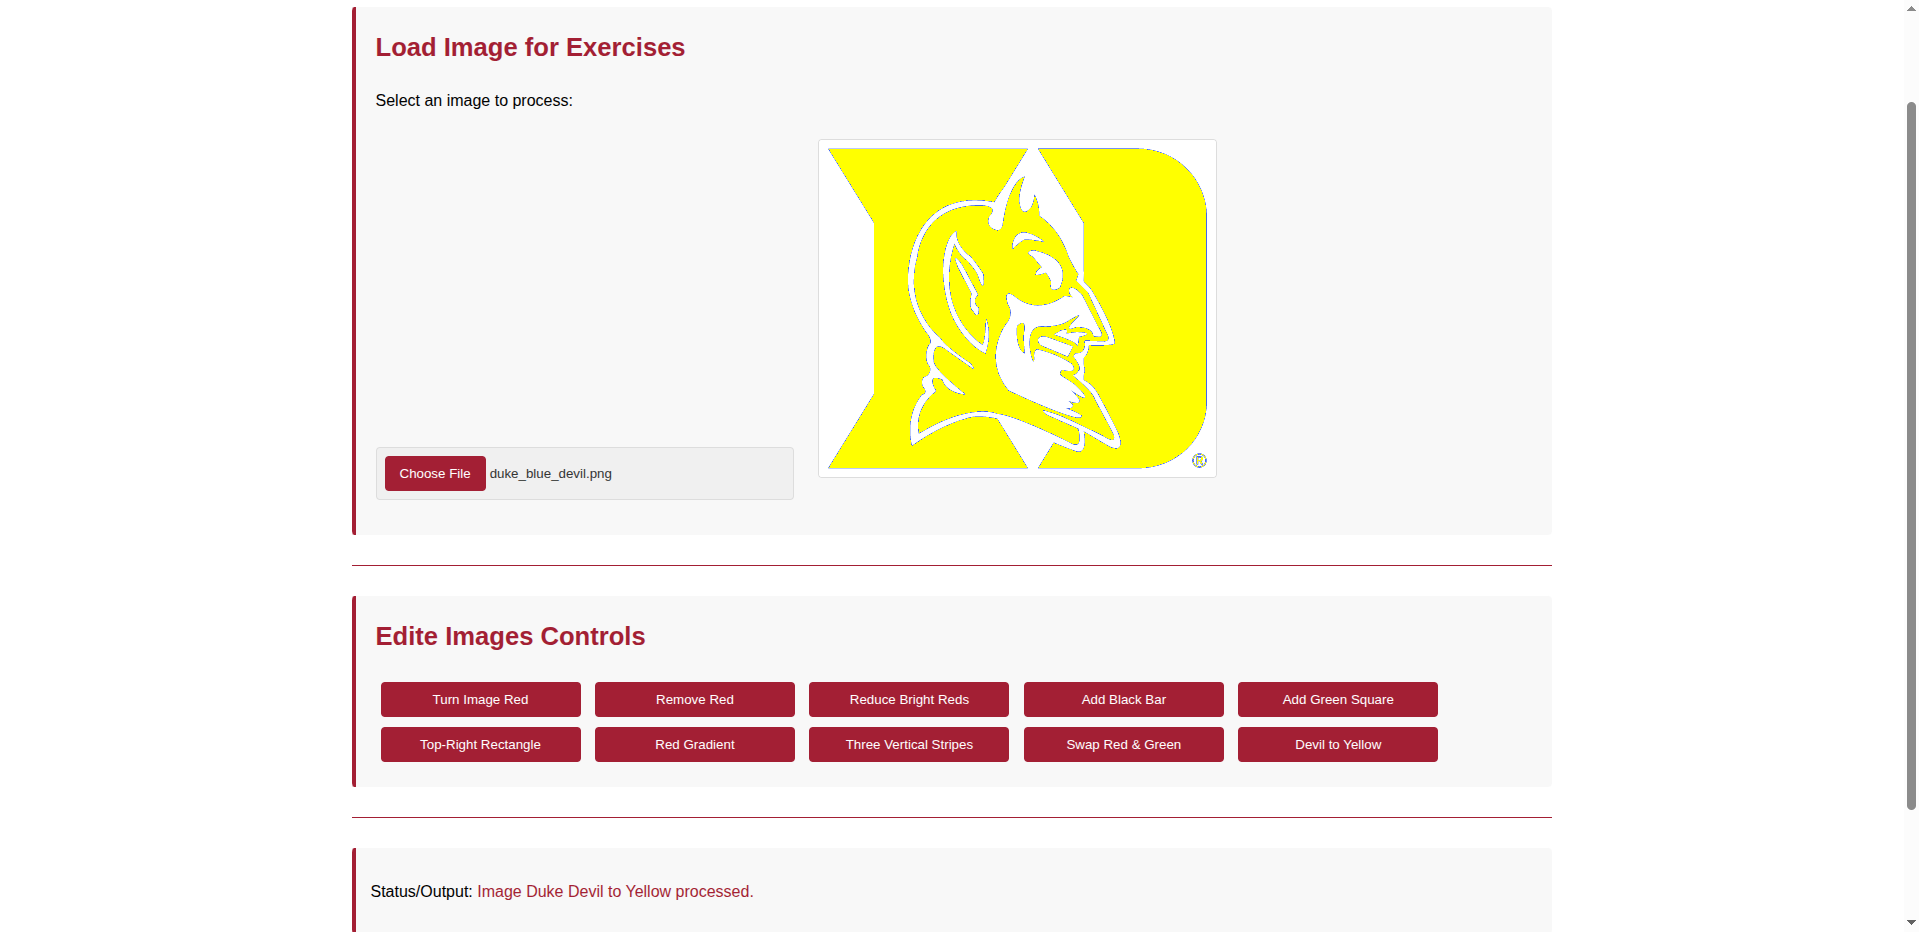 Load Image for Exercises
Select an image to process:
®
Choose File duke_blue_devil.png
Edite Images Controls
Turn Image Red Remove Red Reduce Bright Reds Add Black Bar Add Green Square
Top-Right Rectangle Red Gradient Three Vertical Stripes Swap Red & Green Devil to Yellow
Status/Output: Image Duke Devil to Yellow processed.